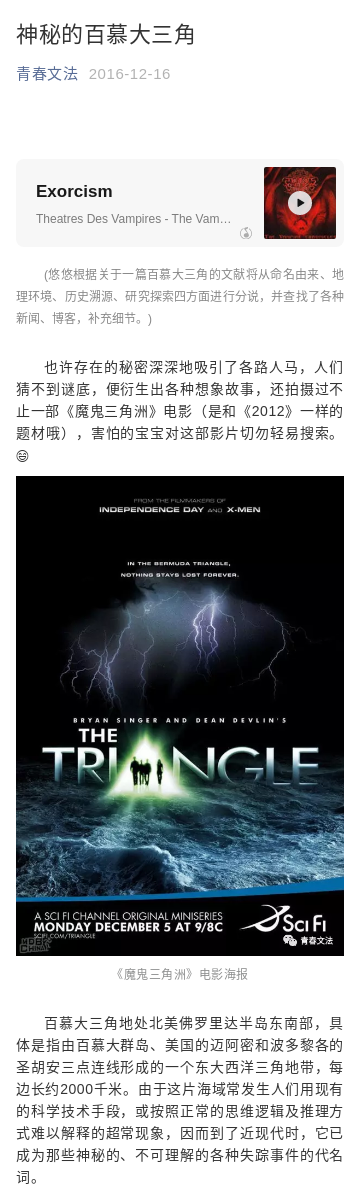 神秘的百慕大三角
青春文法 2016-12-16
Exorcism
Theatres Des Vampires - The Vam…
(悠悠根据关于一篇百慕大三角的文献将从命名由来、地
理环境、历史溯源、研究探索四方面进行分说，并查找了各种
新闻、博客，补充细节。)
也许存在的秘密深深地吸引了各路人马，人们
猜不到谜底，便衍生出各种想象故事，还拍摄过不
止一部《魔鬼三角洲》电影（是和《2012》一样的
题材哦），害怕的宝宝对这部影片切勿轻易搜索。
😄
FROM THE FILMMAKERS OF
INDEPENDENCE DAY AND X-MEN
IN THE BERMUDA TRIANGLE,
NOTHING STAYS LOST FOREVER.
BRYAN SINGER AND DEAN DEVLIN'S
THE
TRIANGLE
A SCI FI CHANNEL ORIGINAL MINISERIES
MONDAY DECEMBER 5 AT 9/8C
SCIFI.COM/TRIANGLE
SCI FI
青春文法
《魔鬼三角洲》电影海报
百慕大三角地处北美佛罗里达半岛东南部，具
体是指由百慕大群岛、美国的迈阿密和波多黎各的
圣胡安三点连线形成的一个东大西洋三角地带，每
边长约2000千米。由于这片海域常发生人们用现有
的科学技术手段，或按照正常的思维逻辑及推理方
式难以解释的超常现象，因而到了近现代时，它已
成为那些神秘的、不可理解的各种失踪事件的代名
词。